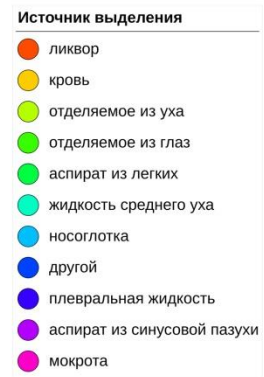 Источник выделения
ликвор
кровь
отделяемое из уха
отделяемое из глаз
аспират из легких
жидкость среднего уха
носоглотка
другой
плевральная жидкость
аспират из синусовой пазухи
мокрота